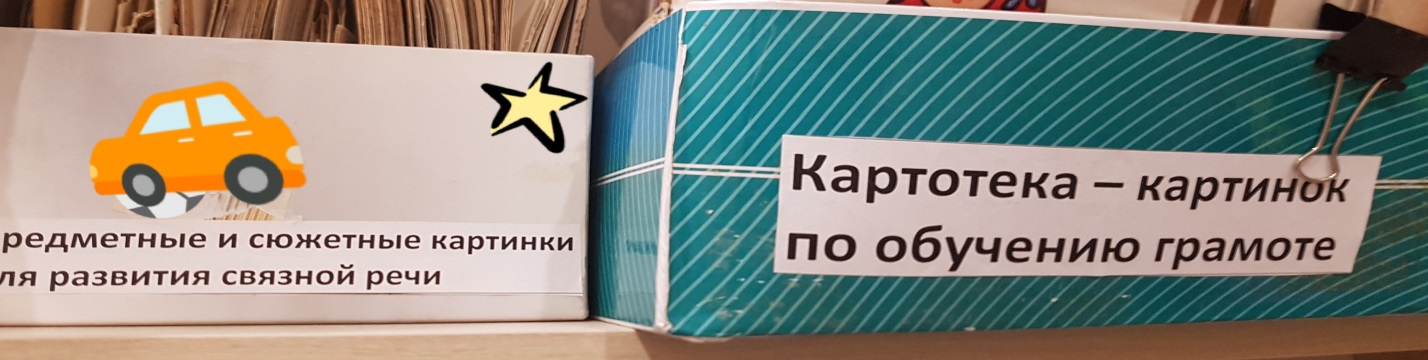 редметные и сюжетные картинки
ля развития связной речи
Картотека – картинок
по обучению грамоте